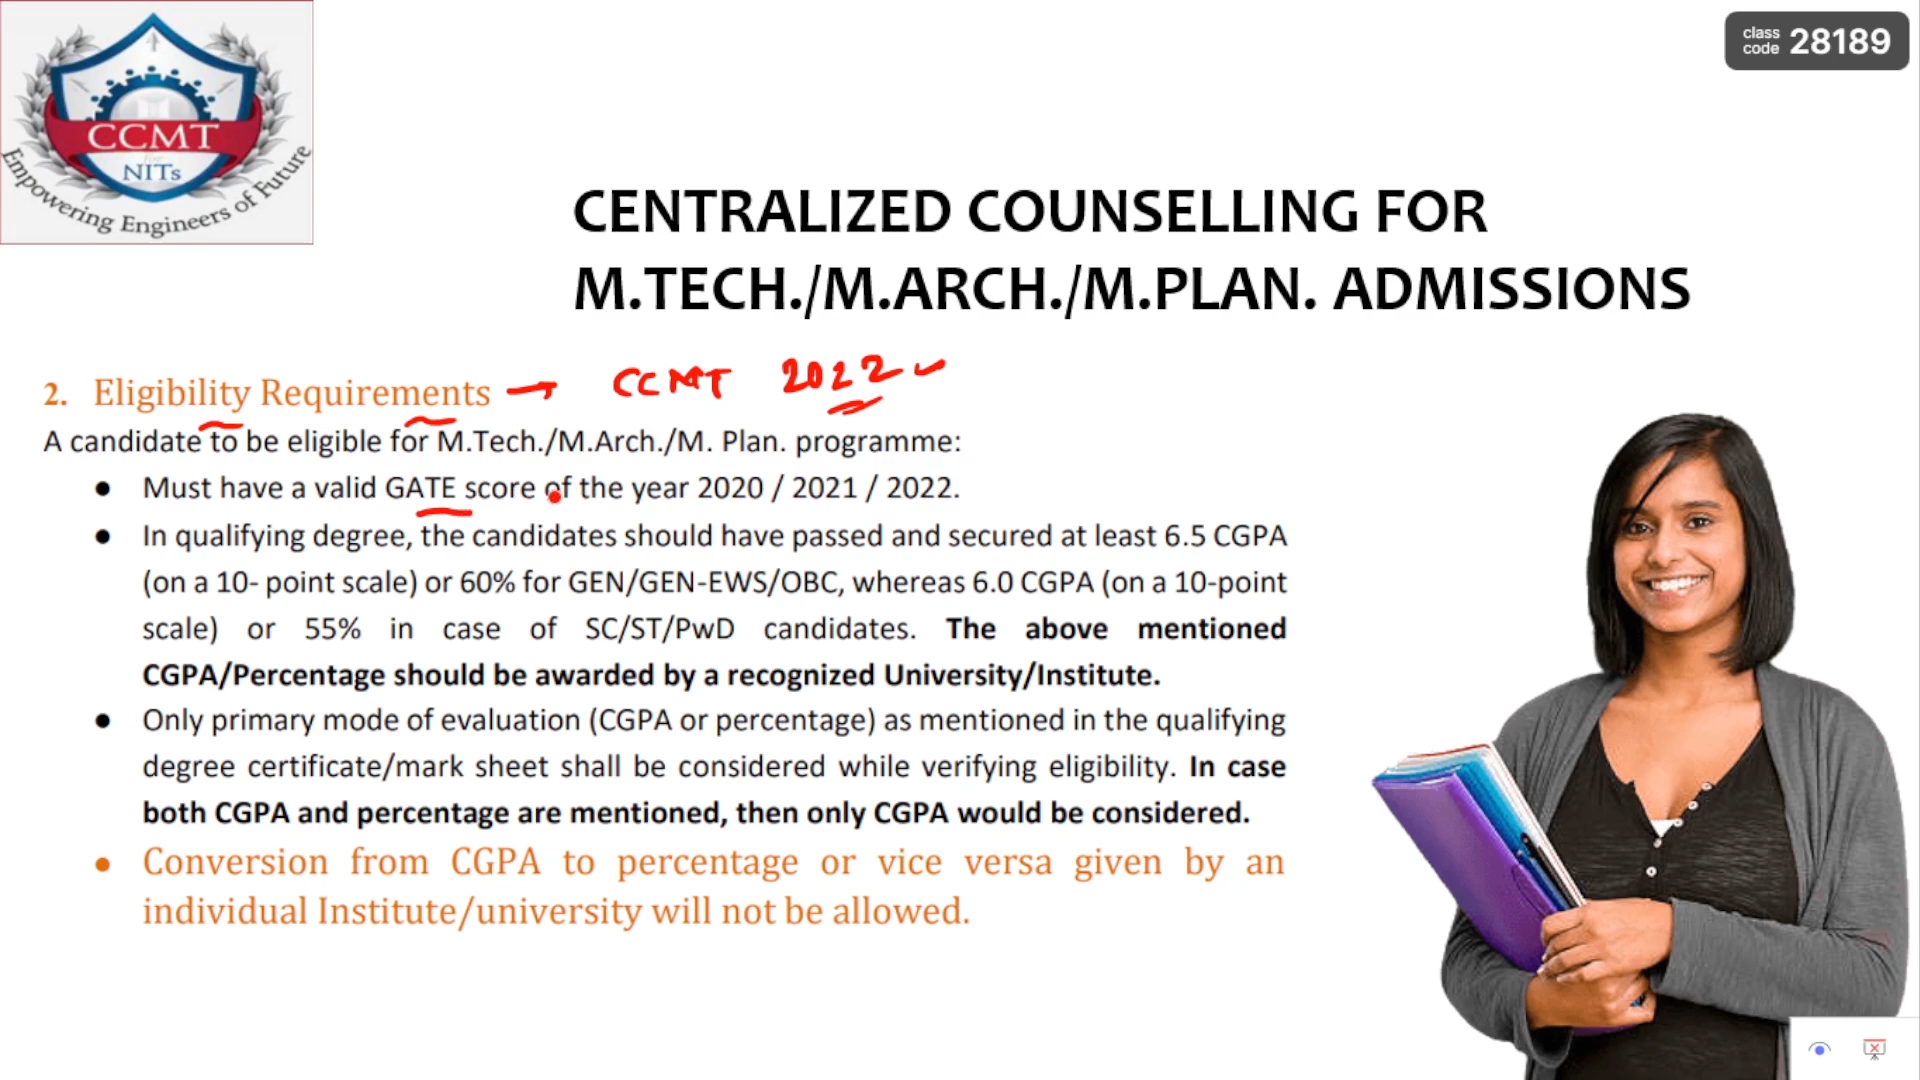 CCMT
for
NITs
Empowering Engineers of Future
class
code 28189
CENTRALIZED COUNSELLING FOR
M.TECH./M.ARCH./M.PLAN. ADMISSIONS
2. Eligibility Requirements → CCMT 2022
A candidate to be eligible for M.Tech./M.Arch./M. Plan. programme:
● Must have a valid GATE score of the year 2020 / 2021 / 2022.
● In qualifying degree, the candidates should have passed and secured at least 6.5 CGPA
(on a 10- point scale) or 60% for GEN/GEN-EWS/OBC, whereas 6.0 CGPA (on a 10-point
scale) or 55% in case of SC/ST/PwD candidates. The above mentioned
CGPA/Percentage should be awarded by a recognized University/Institute.
● Only primary mode of evaluation (CGPA or percentage) as mentioned in the qualifying
degree certificate/mark sheet shall be considered while verifying eligibility. In case
both CGPA and percentage are mentioned, then only CGPA would be considered.
● Conversion from CGPA to percentage or vice versa given by an
individual Institute/university will not be allowed.